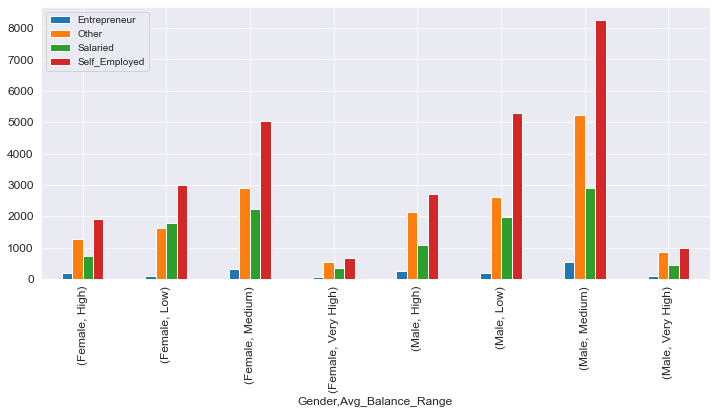 Entrepreneur
Other
Salaried
Self_Employed
8000
7000
6000
5000
4000
3000
2000
1000
0
(Female, High)
(Female, Low)
(Female, Medium)
(Female, Very High)
(Male, High)
(Male, Low)
(Male, Medium)
(Male, Very High)
Gender,Avg_Balance_Range